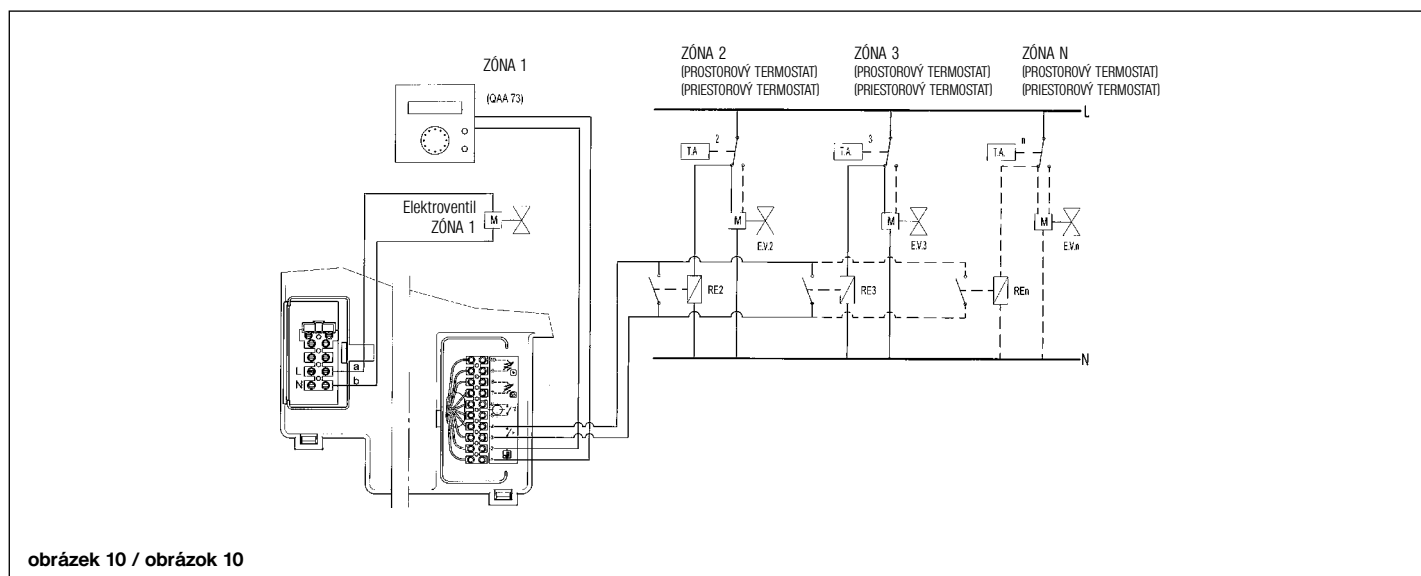 ZÓNA 1
(QAA 73)
ZÓNA 2
(PROSTOROVÝ TERMOSTAT)
(PRIESTOROVÝ TERMOSTAT)
ZÓNA 3
(PROSTOROVÝ TERMOSTAT)
(PRIESTOROVÝ TERMOSTAT)
ZÓNA N
(PROSTOROVÝ TERMOSTAT)
(PRIESTOROVÝ TERMOSTAT)
L
2
T.A.
3
T.A.
n
T.A.
Elektroventil
ZÓNA 1
M
M
E.V.2
M
E.V.3
M
E.V.n
RE2
RE3
REn
L
a
N
b
N
obrázek 10 / obrázok 10